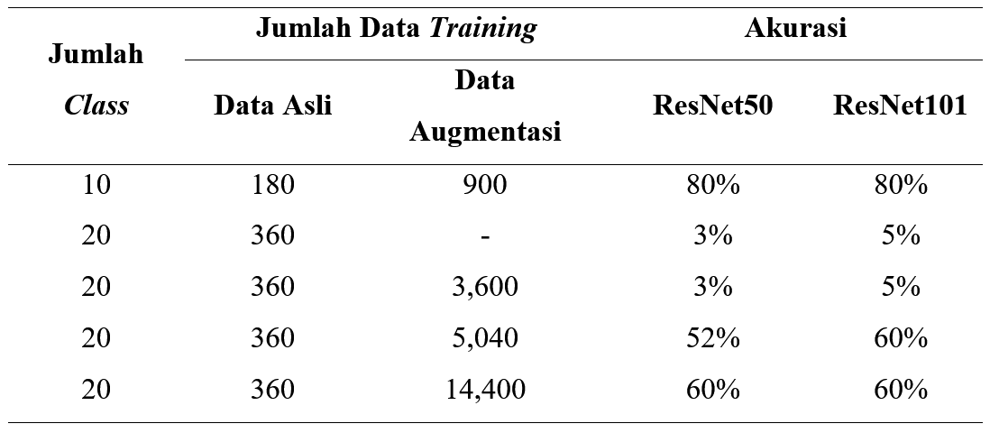 Jumlah Class Jumlah Data Training Akurasi
Data Asli Data Augmentasi ResNet50 ResNet101
10 180 900 80% 80%
20 360 - 3% 5%
20 360 3,600 3% 5%
20 360 5,040 52% 60%
20 360 14,400 60% 60%